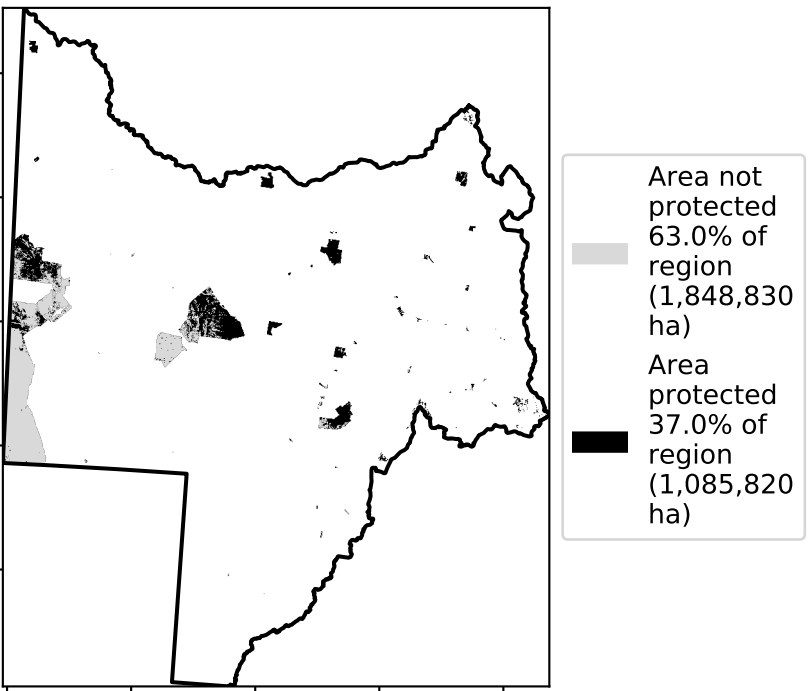 Area not
protected
63.0% of
region
(1,848,830
ha)
Area
protected
37.0% of
region
(1,085,820
ha)